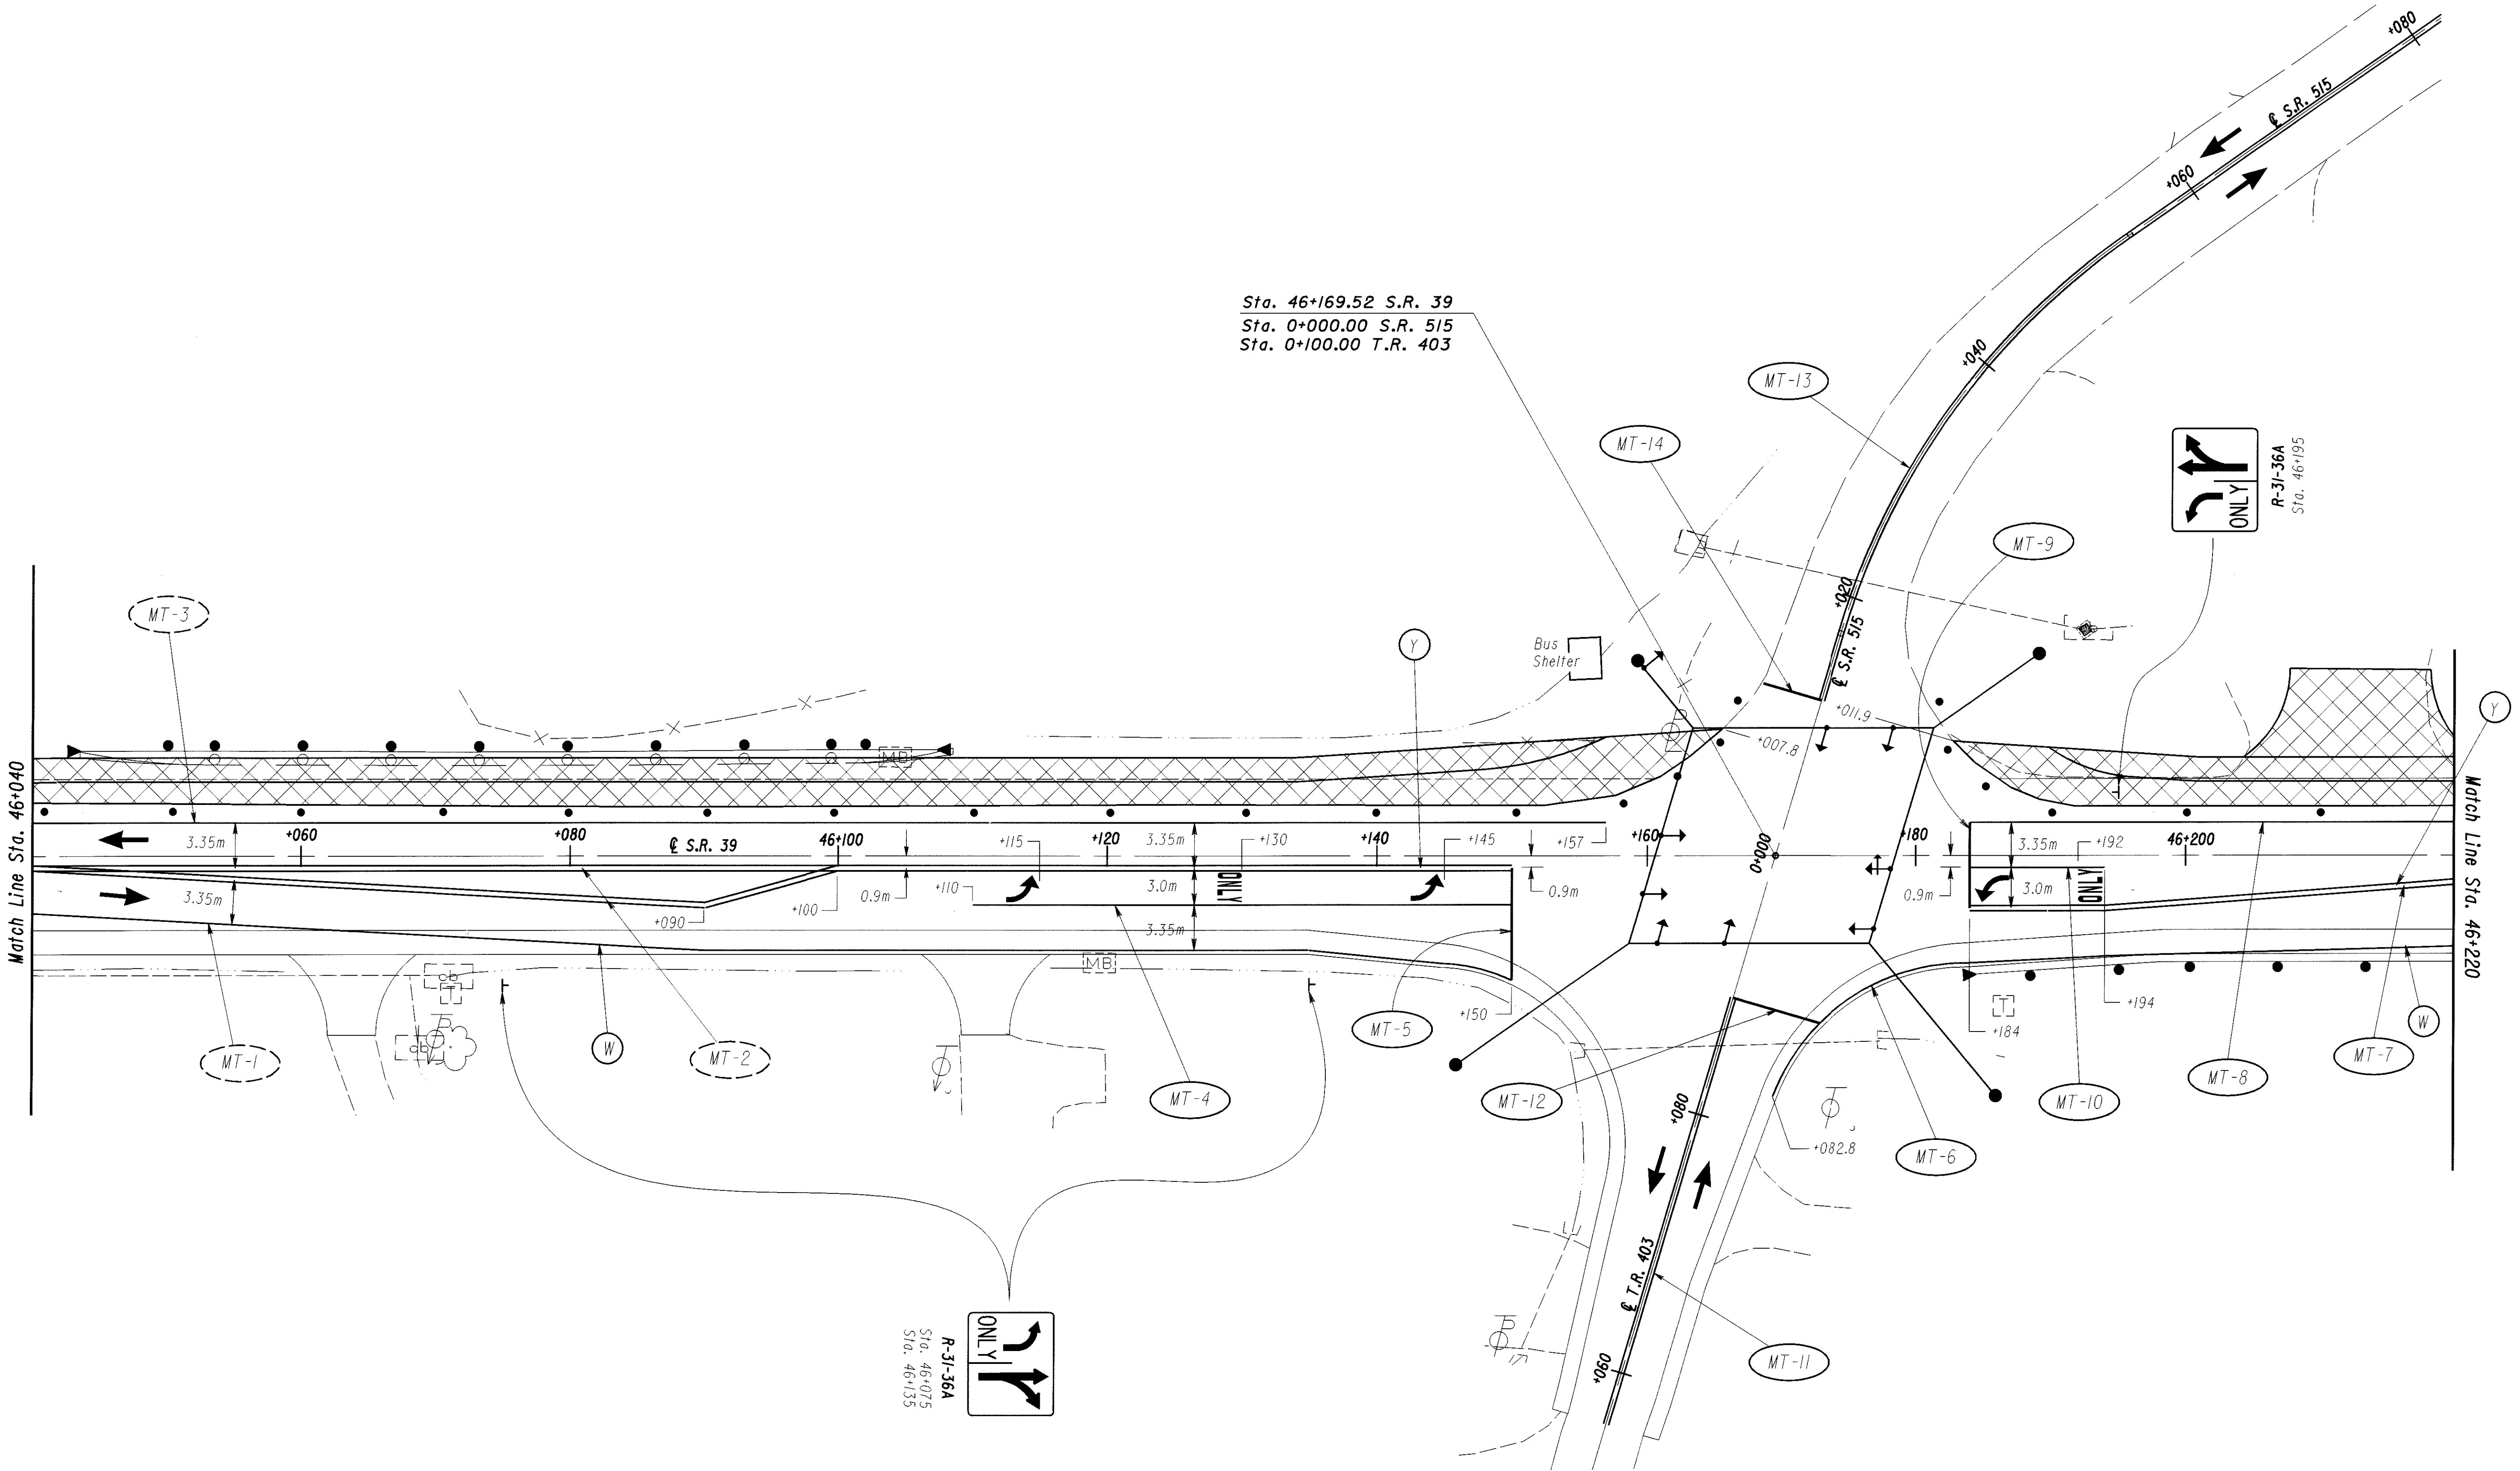 +080
℄ S.R. 515
+060
Sta. 46+169.52 S.R. 39
Sta. 0+000.00 S.R. 515
Sta. 0+100.00 T.R. 403
+040
MT-13
MT-14
ONLY
R-31-36A
Sta. 46+195
MT-9
+020
MT-3
℄ S.R. 515
Bus
Shelter
Y
Y
+011.9
+007.8
MB
Match Line Sta. 46+040
Match Line Sta. 46+220
3.35m
+060
+080
℄ S.R. 39
46+100
+115
+120
3.35m
+130
+140
+145
+157
+160
0+000
+180
3.35m
+192
46+200
3.35m
+090
+100
0.9m
+110
3.0m
ONLY
0.9m
0.9m
3.0m
ONLY
3.35m
MB
T
+150
MT-5
T
+194
+184
W
MT-1
W
MT-2
MT-4
MT-12
+080
+082.8
MT-6
MT-10
MT-8
MT-7
℄ T.R. 403
+060
MT-11
ONLY
R-31-36A
Sta. 46+075
Sta. 46+135